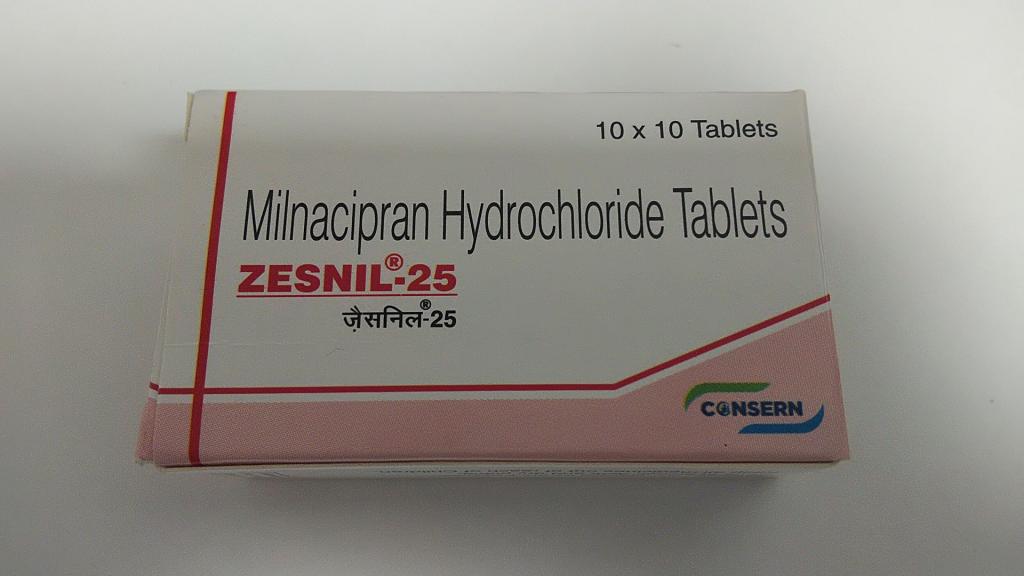 10 x 10 Tablets
Milnacipran Hydrochloride Tablets
ZESNIL®-25
ज़ैसनिल®-25
CONSERN